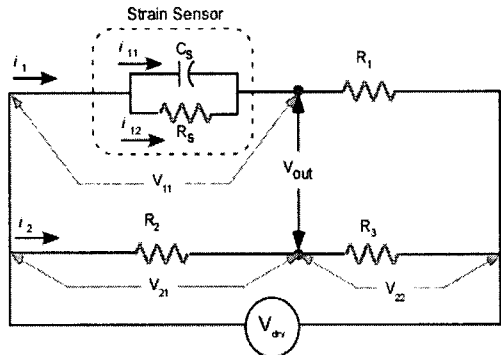 Strain Sensor
i11
Cs
i1
R1
i12
Rs
V11
Vout
i2
R2
R3
V21
V22
Vdrv